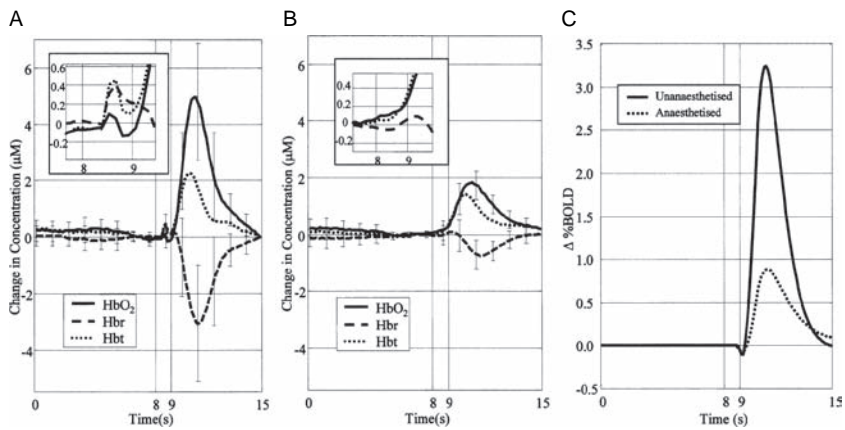 A
Change in Concentration (μM)
6
4
2
0
-2
-4
0.6
0.4
0.2
0
-0.2
8 9
HbO₂
Hbr
Hbt
0 8 9 15
Time(s)
B
Change in Concentration (μM)
6
4
2
0
-2
-4
0.4
0.2
0
-0.2
8 9
HbO₂
Hbr
Hbt
0 8 9 15
Time(s)
C
Δ %BOLD
3.5
3.0
2.5
2.0
1.5
1.0
0.5
0.0
-0.5
Unanaesthetised
Anaesthetised
0 8 9 15
Time (s)